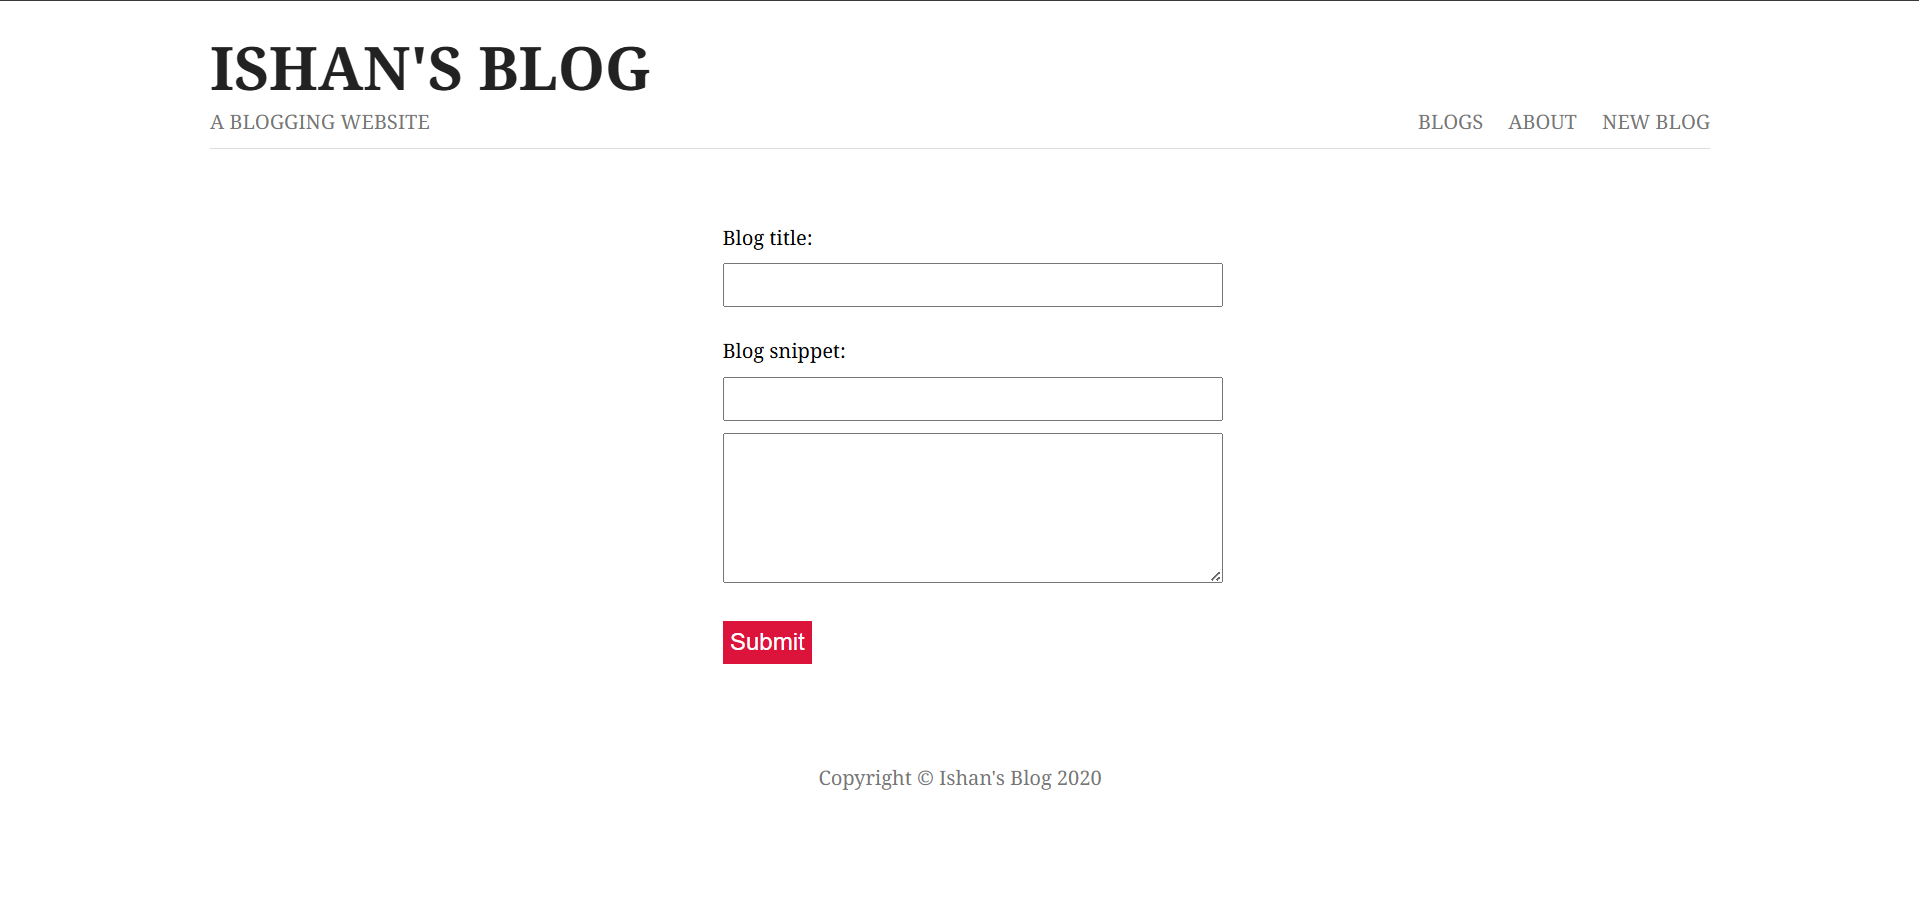 ISHAN'S BLOG
A BLOGGING WEBSITE
BLOGS ABOUT NEW BLOG
Blog title:
Blog snippet:
Submit
Copyright © Ishan's Blog 2020